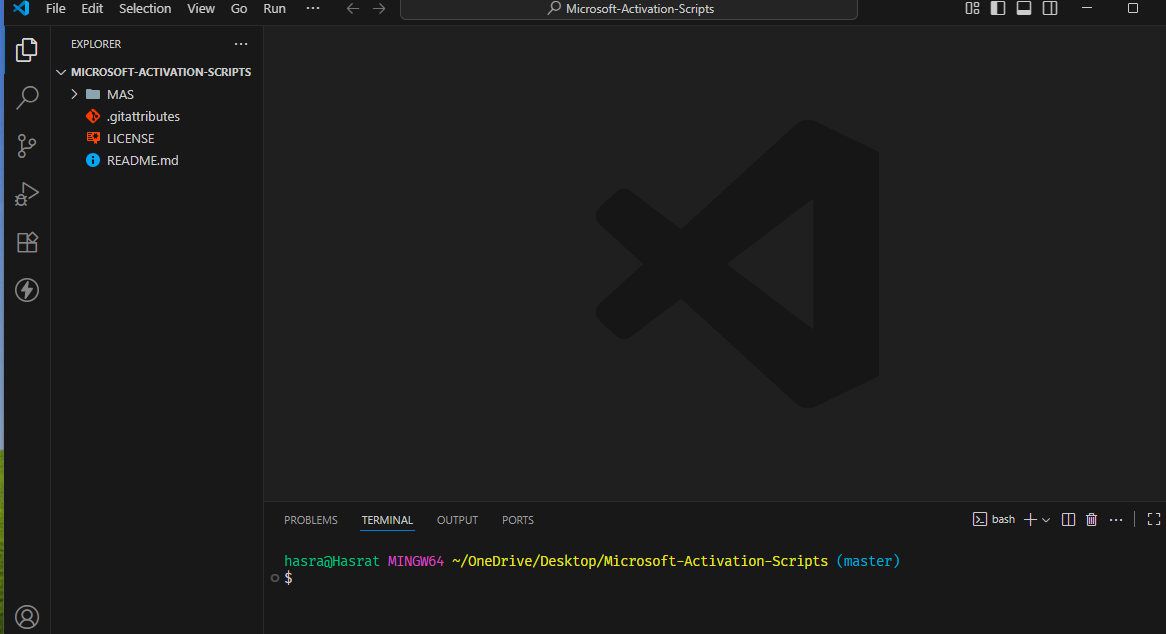 File Edit Selection View Go Run ··· Microsoft-Activation-Scripts
EXPLORER ···
MICROSOFT-ACTIVATION-SCRIPTS
MAS
.gitattributes
LICENSE
README.md
PROBLEMS TERMINAL OUTPUT PORTS bash ···
hasra@Hasrat MINGW64 ~/OneDrive/Desktop/Microsoft-Activation-Scripts (master)
$